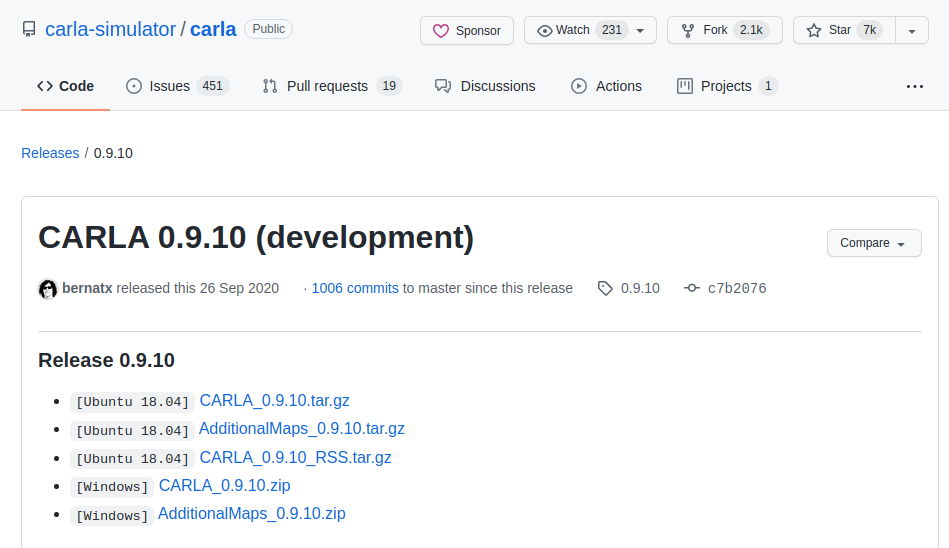 carla-simulator / carla Public Sponsor Watch 231 Fork 2.1k Star 7k
Code Issues 451 Pull requests 19 Discussions Actions Projects 1 ...
Releases / 0.9.10
CARLA 0.9.10 (development)
Compare
bernatx released this 26 Sep 2020 · 1006 commits to master since this release 0.9.10 c7b2076
Release 0.9.10
• [Ubuntu 18.04] CARLA_0.9.10.tar.gz
• [Ubuntu 18.04] AdditionalMaps_0.9.10.tar.gz
• [Ubuntu 18.04] CARLA_0.9.10_RSS.tar.gz
• [Windows] CARLA_0.9.10.zip
• [Windows] AdditionalMaps_0.9.10.zip